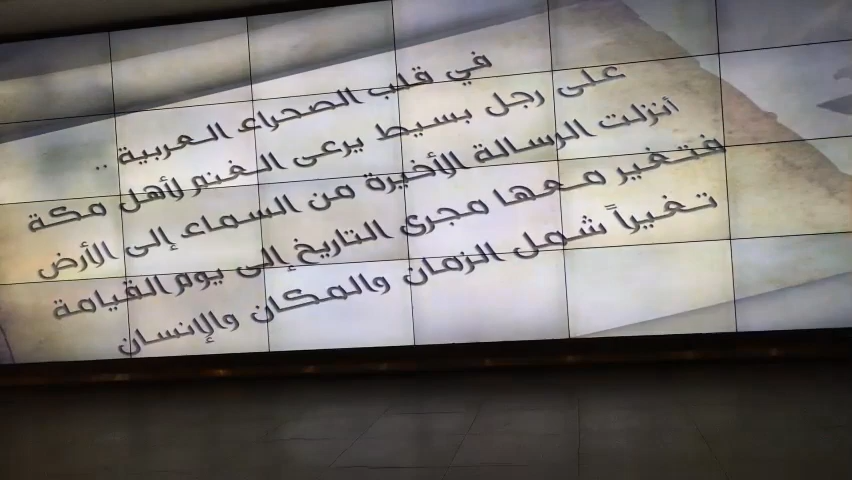 في قلب الصحراء العربية ..
على رجل بسيط يرعى الغنم لأهل مكة
أنزلت الرسالة الأخيرة من السماء إلى الأرض
فتغير معها مجرى التاريخ إلى يوم القيامة
تغيراً شمل الزمان والمكان والإنسان